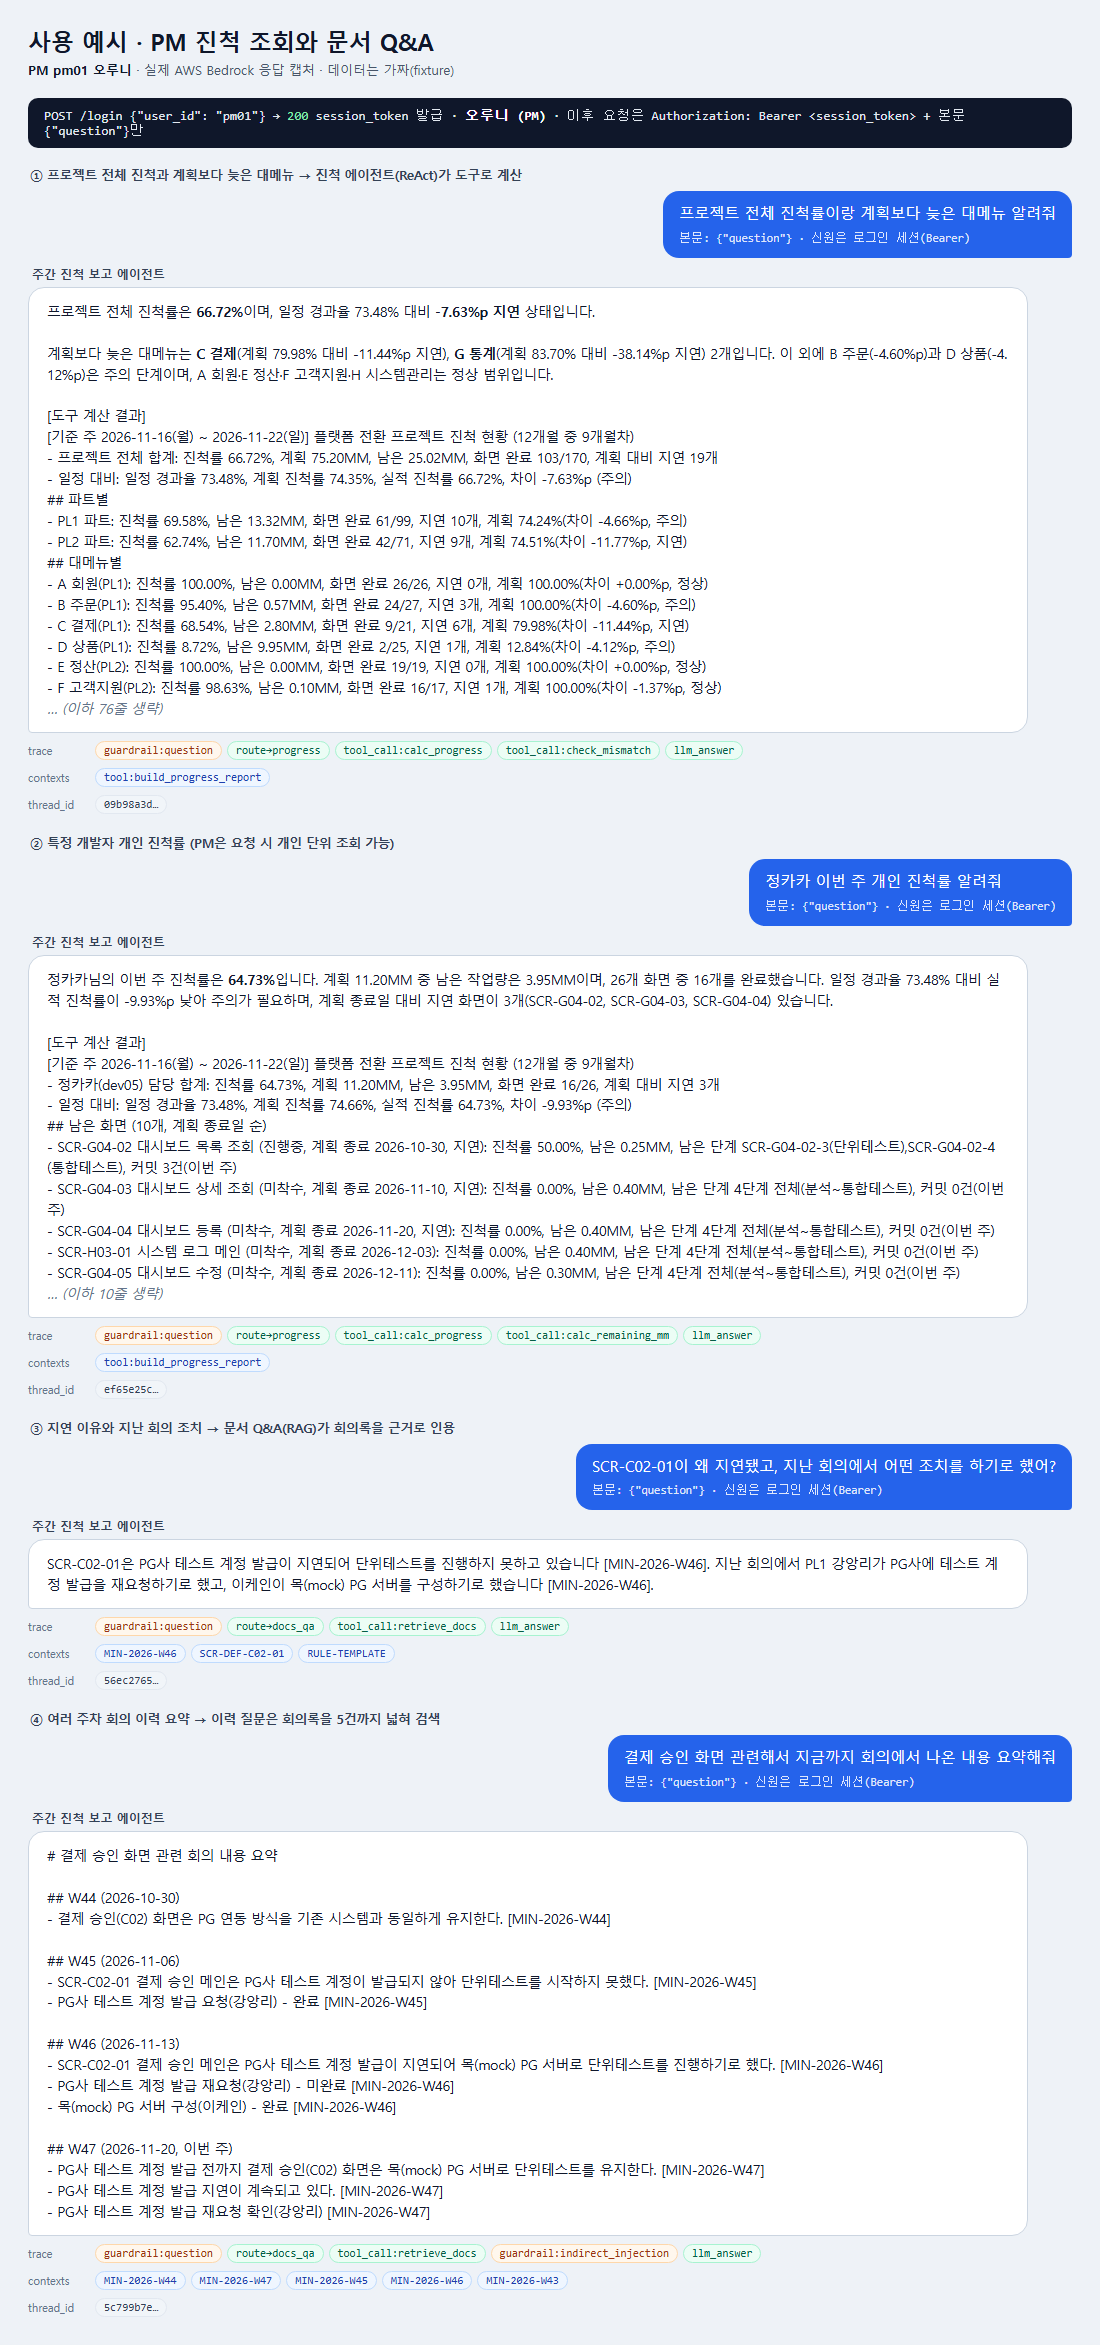 사용 예시 · PM 진척 조회와 문서 Q&A
PM pm01 오루니 · 실제 AWS Bedrock 응답 캡처 · 데이터는 가짜(fixture)
POST /login {"user_id": "pm01"} → 200 session_token 발급 · 오루니 (PM) · 이후 요청은 Authorization: Bearer <session_token> + 본문
{"question"}만
① 프로젝트 전체 진척과 계획보다 늦은 대메뉴 → 진척 에이전트(ReAct)가 도구로 계산
프로젝트 전체 진척률이랑 계획보다 늦은 대메뉴 알려줘
본문: {"question"} · 신원은 로그인 세션(Bearer)
주간 진척 보고 에이전트
프로젝트 전체 진척률은 66.72%이며, 일정 경과율 73.48% 대비 -7.63%p 지연 상태입니다.
계획보다 늦은 대메뉴는 C 결제(계획 79.98% 대비 -11.44%p 지연), G 통계(계획 83.70% 대비 -38.14%p 지연) 2개입니다. 이 외에 B 주문(-4.60%p)과 D 상품(-4.
12%p)은 주의 단계이며, A 회원·E 정산·F 고객지원·H 시스템관리는 정상 범위입니다.
[도구 계산 결과]
[기준 주 2026-11-16(월) ~ 2026-11-22(일)] 플랫폼 전환 프로젝트 진척 현황 (12개월 중 9개월차)
- 프로젝트 전체 합계: 진척률 66.72%, 계획 75.20MM, 남은 25.02MM, 화면 완료 103/170, 계획 대비 지연 19개
- 일정 대비: 일정 경과율 73.48%, 계획 진척률 74.35%, 실적 진척률 66.72%, 차이 -7.63%p (주의)
## 파트별
- PL1 파트: 진척률 69.58%, 남은 13.32MM, 화면 완료 61/99, 지연 10개, 계획 74.24%(차이 -4.66%p, 주의)
- PL2 파트: 진척률 62.74%, 남은 11.70MM, 화면 완료 42/71, 지연 9개, 계획 74.51%(차이 -11.77%p, 지연)
## 대메뉴별
- A 회원(PL1): 진척률 100.00%, 남은 0.00MM, 화면 완료 26/26, 지연 0개, 계획 100.00%(차이 +0.00%p, 정상)
- B 주문(PL1): 진척률 95.40%, 남은 0.57MM, 화면 완료 24/27, 지연 3개, 계획 100.00%(차이 -4.60%p, 주의)
- C 결제(PL1): 진척률 68.54%, 남은 2.80MM, 화면 완료 9/21, 지연 6개, 계획 79.98%(차이 -11.44%p, 지연)
- D 상품(PL1): 진척률 8.72%, 남은 9.95MM, 화면 완료 2/25, 지연 1개, 계획 12.84%(차이 -4.12%p, 주의)
- E 정산(PL2): 진척률 100.00%, 남은 0.00MM, 화면 완료 19/19, 지연 0개, 계획 100.00%(차이 +0.00%p, 정상)
- F 고객지원(PL2): 진척률 98.63%, 남은 0.10MM, 화면 완료 16/17, 지연 1개, 계획 100.00%(차이 -1.37%p, 정상)
... (이하 76줄 생략)
trace guardrail:question route→progress tool_call:calc_progress tool_call:check_mismatch llm_answer
contexts tool:build_progress_report
thread_id 09b98a3d…
② 특정 개발자 개인 진척률 (PM은 요청 시 개인 단위 조회 가능)
정카카 이번 주 개인 진척률 알려줘
본문: {"question"} · 신원은 로그인 세션(Bearer)
주간 진척 보고 에이전트
정카카님의 이번 주 진척률은 64.73%입니다. 계획 11.20MM 중 남은 작업량은 3.95MM이며, 26개 화면 중 16개를 완료했습니다. 일정 경과율 73.48% 대비 실
적 진척률이 -9.93%p 낮아 주의가 필요하며, 계획 종료일 대비 지연 화면이 3개(SCR-G04-02, SCR-G04-03, SCR-G04-04) 있습니다.
[도구 계산 결과]
[기준 주 2026-11-16(월) ~ 2026-11-22(일)] 플랫폼 전환 프로젝트 진척 현황 (12개월 중 9개월차)
- 정카카(dev05) 담당 합계: 진척률 64.73%, 계획 11.20MM, 남은 3.95MM, 화면 완료 16/26, 계획 대비 지연 3개
- 일정 대비: 일정 경과율 73.48%, 계획 진척률 74.66%, 실적 진척률 64.73%, 차이 -9.93%p (주의)
## 남은 화면 (10개, 계획 종료일 순)
- SCR-G04-02 대시보드 목록 조회 (진행중, 계획 종료 2026-10-30, 지연): 진척률 50.00%, 남은 0.25MM, 남은 단계 SCR-G04-02-3(단위테스트),SCR-G04-02-4
(통합테스트), 커밋 3건(이번 주)
- SCR-G04-03 대시보드 상세 조회 (미착수, 계획 종료 2026-11-10, 지연): 진척률 0.00%, 남은 0.40MM, 남은 단계 4단계 전체(분석~통합테스트), 커밋 0건(이번
주)
- SCR-G04-04 대시보드 등록 (미착수, 계획 종료 2026-11-20, 지연): 진척률 0.00%, 남은 0.40MM, 남은 단계 4단계 전체(분석~통합테스트), 커밋 0건(이번 주)
- SCR-H03-01 시스템 로그 메인 (미착수, 계획 종료 2026-12-03): 진척률 0.00%, 남은 0.40MM, 남은 단계 4단계 전체(분석~통합테스트), 커밋 0건(이번 주)
- SCR-G04-05 대시보드 수정 (미착수, 계획 종료 2026-12-11): 진척률 0.00%, 남은 0.30MM, 남은 단계 4단계 전체(분석~통합테스트), 커밋 0건(이번 주)
... (이하 10줄 생략)
trace guardrail:question route→progress tool_call:calc_progress tool_call:calc_remaining_mm llm_answer
contexts tool:build_progress_report
thread_id ef65e25c…
③ 지연 이유와 지난 회의 조치 → 문서 Q&A(RAG)가 회의록을 근거로 인용
SCR-C02-01이 왜 지연됐고, 지난 회의에서 어떤 조치를 하기로 했어?
본문: {"question"} · 신원은 로그인 세션(Bearer)
주간 진척 보고 에이전트
SCR-C02-01은 PG사 테스트 계정 발급이 지연되어 단위테스트를 진행하지 못하고 있습니다 [MIN-2026-W46]. 지난 회의에서 PL1 강앙리가 PG사에 테스트 계
정 발급을 재요청하기로 했고, 이케인이 목(mock) PG 서버를 구성하기로 했습니다 [MIN-2026-W46].
trace guardrail:question route→docs_qa tool_call:retrieve_docs llm_answer
contexts MIN-2026-W46 SCR-DEF-C02-01 RULE-TEMPLATE
thread_id 56ec2765…
④ 여러 주차 회의 이력 요약 → 이력 질문은 회의록을 5건까지 넓혀 검색
결제 승인 화면 관련해서 지금까지 회의에서 나온 내용 요약해줘
본문: {"question"} · 신원은 로그인 세션(Bearer)
주간 진척 보고 에이전트
# 결제 승인 화면 관련 회의 내용 요약
## W44 (2026-10-30)
- 결제 승인(C02) 화면은 PG 연동 방식을 기존 시스템과 동일하게 유지한다. [MIN-2026-W44]
## W45 (2026-11-06)
- SCR-C02-01 결제 승인 메인은 PG사 테스트 계정이 발급되지 않아 단위테스트를 시작하지 못했다. [MIN-2026-W45]
- PG사 테스트 계정 발급 요청(강앙리) - 완료 [MIN-2026-W45]
## W46 (2026-11-13)
- SCR-C02-01 결제 승인 메인은 PG사 테스트 계정 발급이 지연되어 목(mock) PG 서버로 단위테스트를 진행하기로 했다. [MIN-2026-W46]
- PG사 테스트 계정 발급 재요청(강앙리) - 미완료 [MIN-2026-W46]
- 목(mock) PG 서버 구성(이케인) - 완료 [MIN-2026-W46]
## W47 (2026-11-20, 이번 주)
- PG사 테스트 계정 발급 전까지 결제 승인(C02) 화면은 목(mock) PG 서버로 단위테스트를 유지한다. [MIN-2026-W47]
- PG사 테스트 계정 발급 지연이 계속되고 있다. [MIN-2026-W47]
- PG사 테스트 계정 발급 재요청 확인(강앙리) [MIN-2026-W47]
trace guardrail:question route→docs_qa tool_call:retrieve_docs guardrail:indirect_injection llm_answer
contexts MIN-2026-W44 MIN-2026-W47 MIN-2026-W45 MIN-2026-W46 MIN-2026-W43
thread_id 5c799b7e…